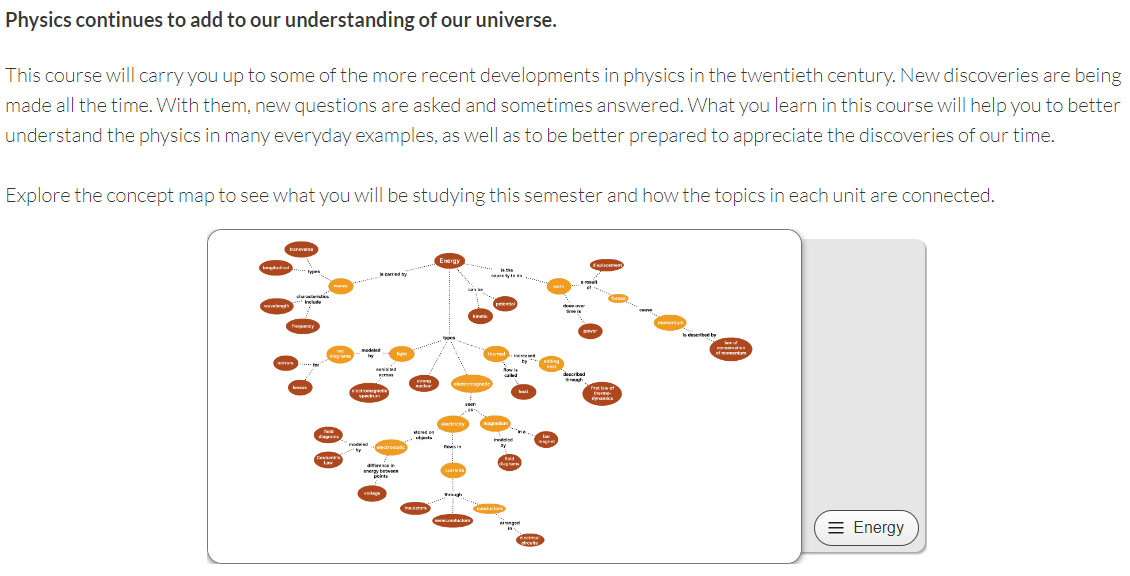 Physics continues to add to our understanding of our universe.
This course will carry you up to some of the more recent developments in physics in the twentieth century. New discoveries are being
made all the time. With them, new questions are asked and sometimes answered. What you learn in this course will help you to better
understand the physics in many everyday examples, as well as to be better prepared to appreciate the discoveries of our time.
Explore the concept map to see what you will be studying this semester and how the topics in each unit are connected.
transverse
longitudinal
types
waves
is carried by
Energy
is the
capacity to do
displacement
work
a result
of
characteristics
include
wavelength
frequency
can be
potential
kinetic
done over
time is
power
forces
cause
momentum
is described by
law of
conservation
of momentum
types
mirrors
for
lenses
ray
diagrams
modeled
by
light
exhibited
across
electromagnetic
spectrum
strong
nuclear
electromagnetic
thermal
increased
by
adding
heat
flow is
called
heat
described
through
first law of
thermo-
dynamics
seen
as
electricity
magnetism
in a
bar
magnet
modeled
by
field
diagrams
stored on
objects
electrostatic
modeled
by
field
diagrams
Coulomb's
Law
difference in
energy between
points
voltage
flows in
currents
through
insulators
semiconductors
conductors
arranged
in
electrical
circuits
Energy